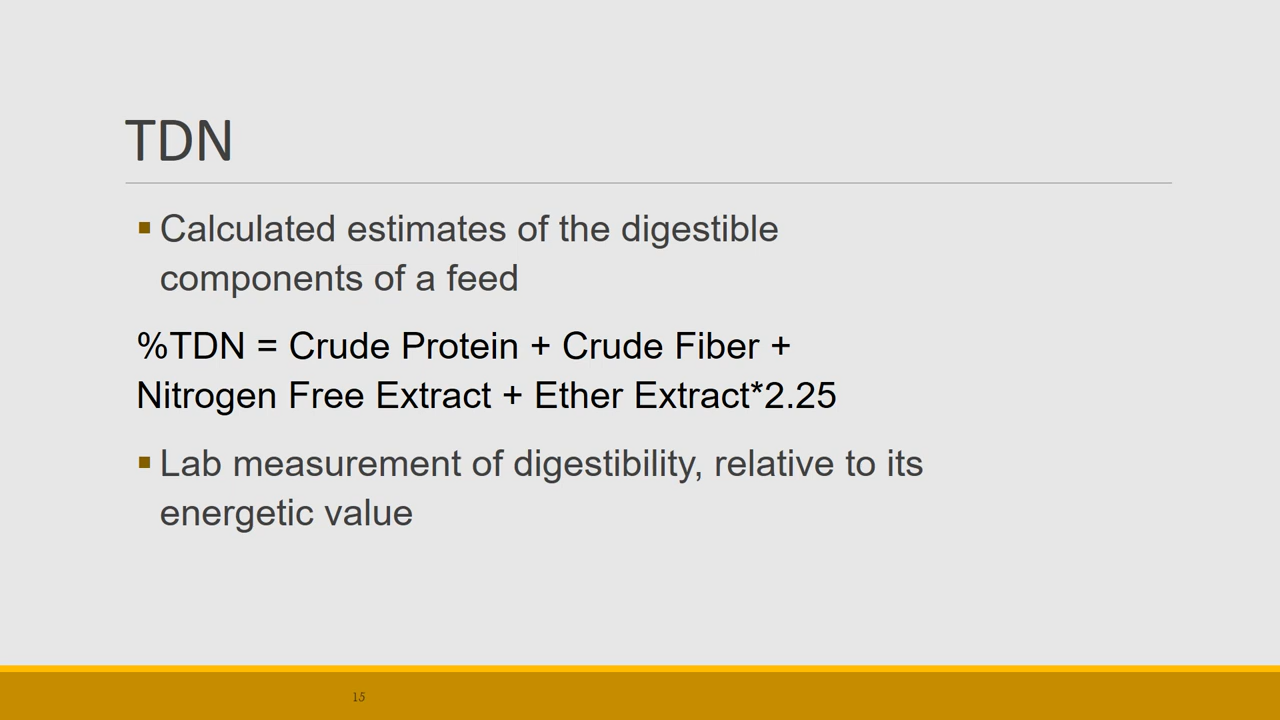 TDN
▪ Calculated estimates of the digestible
components of a feed
%TDN = Crude Protein + Crude Fiber +
Nitrogen Free Extract + Ether Extract*2.25
▪ Lab measurement of digestibility, relative to its
energetic value
15